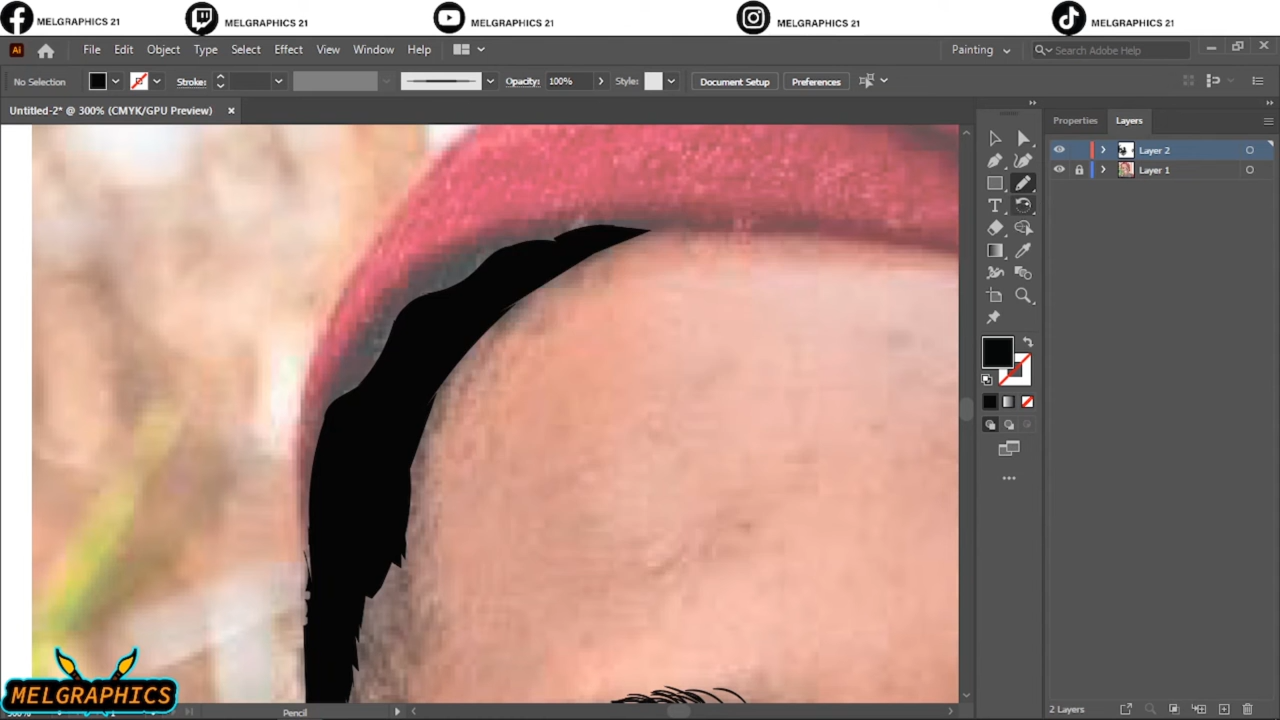 MELGRAPHICS 21
MELGRAPHICS 21
MELGRAPHICS 21
MELGRAPHICS 21
MELGRAPHICS 21
Ai File Edit Object Type Select Effect View Window Help Painting Search Adobe Help
No Selection Stroke: Opacity: 100% Style: Document Setup Preferences
Untitled-2* @ 300% (CMYK/GPU Preview)
Properties Layers
Layer 2
Layer 1
MELGRAPHICS
Pencil
2 Layers